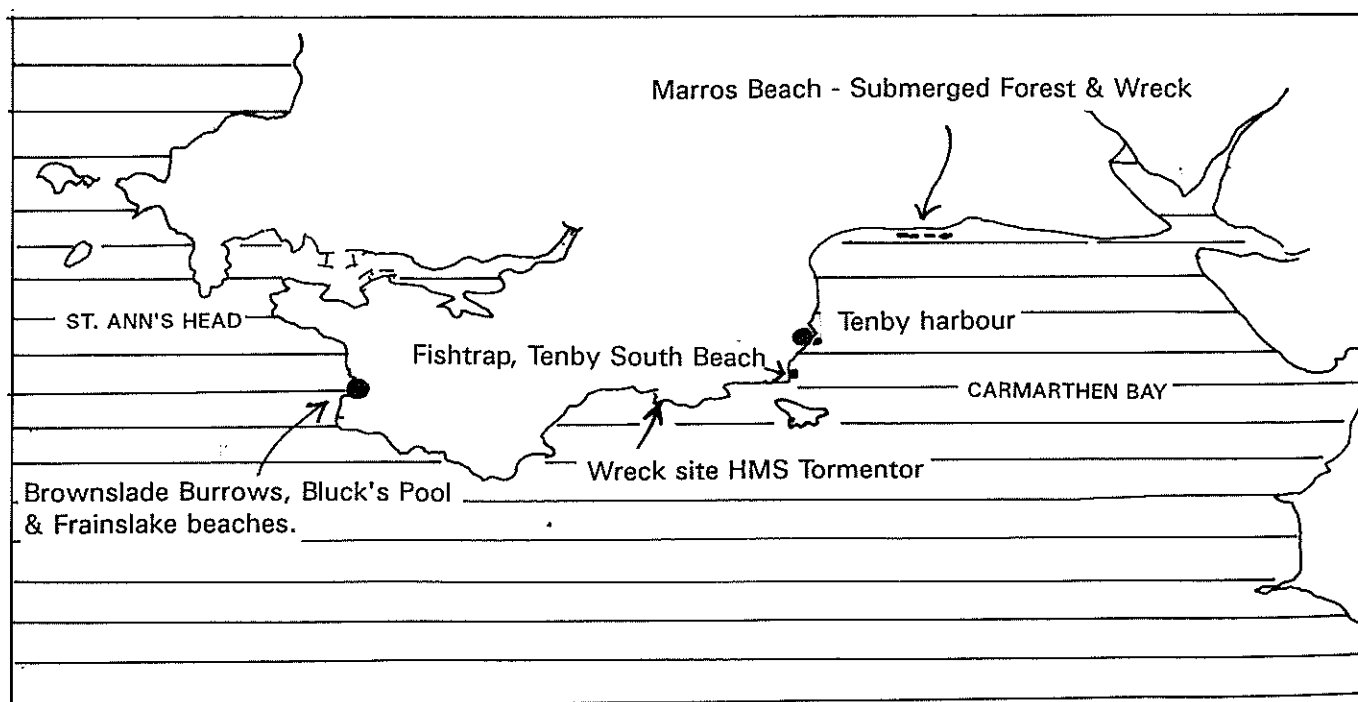 Marros Beach - Submerged Forest & Wreck
ST. ANN'S HEAD
Tenby harbour
Fishtrap, Tenby South Beach
CARMARTHEN BAY
Wreck site HMS Tormentor
Brownslade Burrows, Bluck's Pool
& Frainslake beaches.